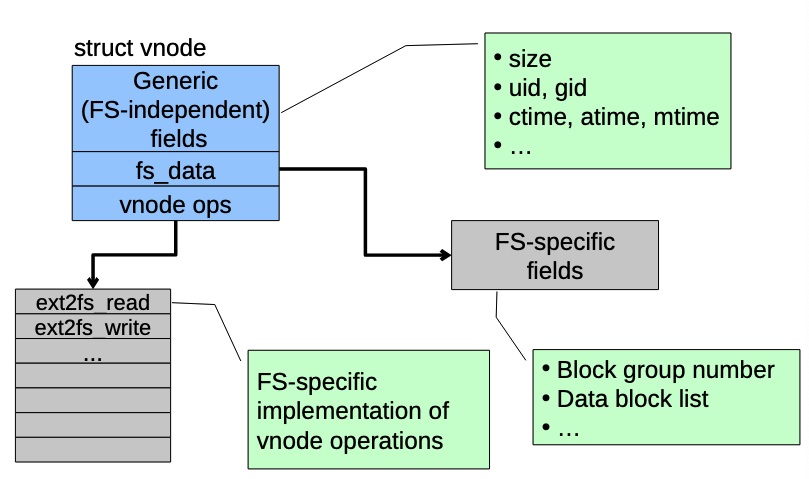 struct vnode
Generic
(FS-independent)
fields
fs_data
vnode ops
• size
• uid, gid
• ctime, atime, mtime
• ...
FS-specific
fields
ext2fs_read
ext2fs_write
...
FS-specific
implementation of
vnode operations
• Block group number
• Data block list
• ...